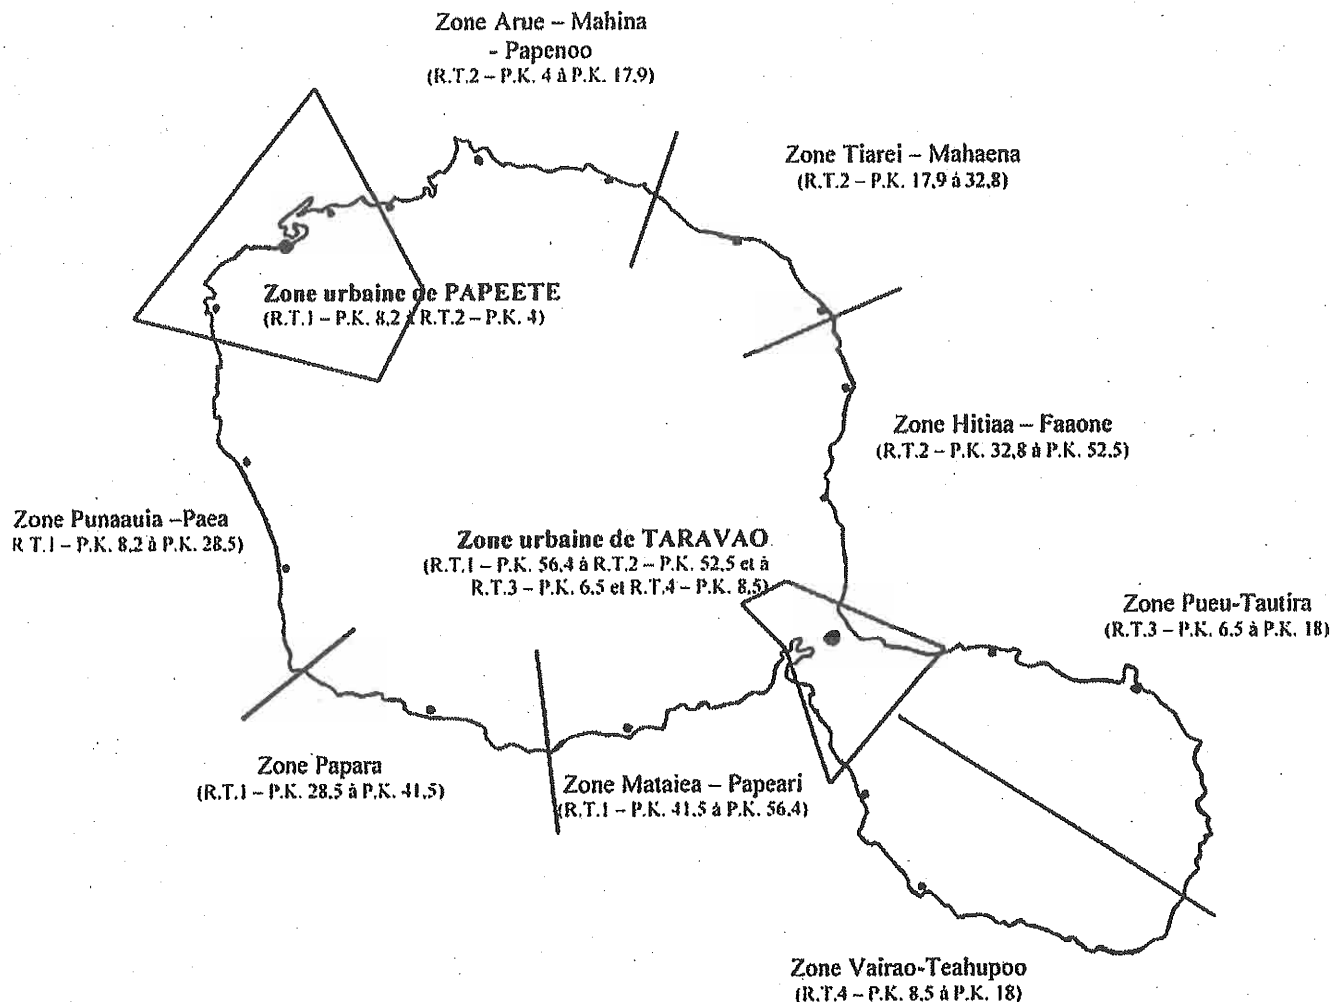 Zone Arue – Mahina
- Papenoo
(R.T.2 – P.K. 4 à P.K. 17,9)
Zone Tiarei – Mahaena
(R.T.2 – P.K. 17,9 à 32,8)
Zone urbaine de PAPEETE
(R.T.1 – P.K. 8,2 à R.T.2 – P.K. 4)
Zone Hitiaa – Faaone
(R.T.2 – P.K. 32,8 à P.K. 52,5)
Zone Punaauia –Paea
R T.1 – P.K. 8,2 à P.K. 28,5)
Zone urbaine de TARAVAO
(R.T.1 – P.K. 56,4 à R.T.2 – P.K. 52,5 et à
R.T.3 – P.K. 6,5 et R.T.4 – P.K. 8,5)
Zone Pueu-Tautira
(R.T.3 – P.K. 6,5 à P.K. 18)
Zone Papara
(R.T.1 – P.K. 28,5 à P.K. 41,5)
Zone Mataiea – Papeari
(R.T.1 – P.K. 41,5 à P.K. 56,4)
Zone Vairao-Teahupoo
(R.T.4 – P.K. 8,5 à P.K. 18)